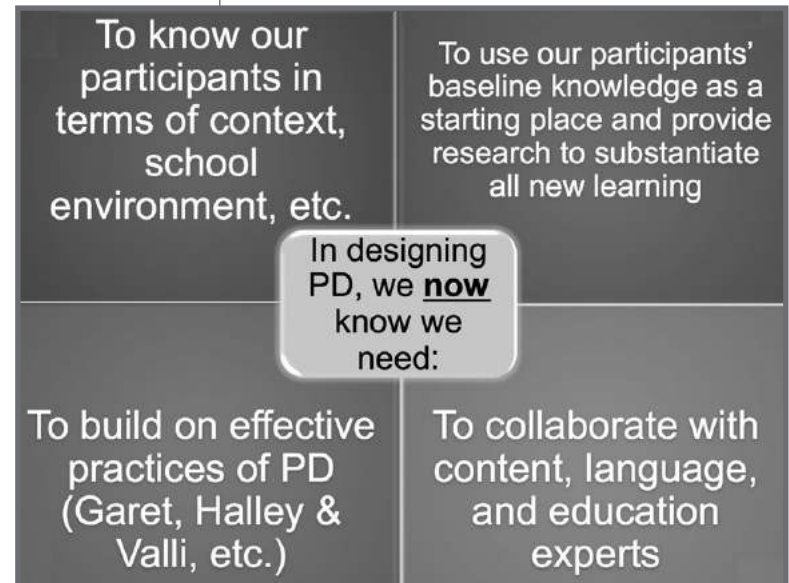 To know our
participants in
terms of context,
school
environment, etc.
To use our participants'
baseline knowledge as a
starting place and provide
research to substantiate
all new learning
In designing
PD, we now
know we
need:
To build on effective
practices of PD
(Garet, Halley &
Valli, etc.)
To collaborate with
content, language,
and education
experts